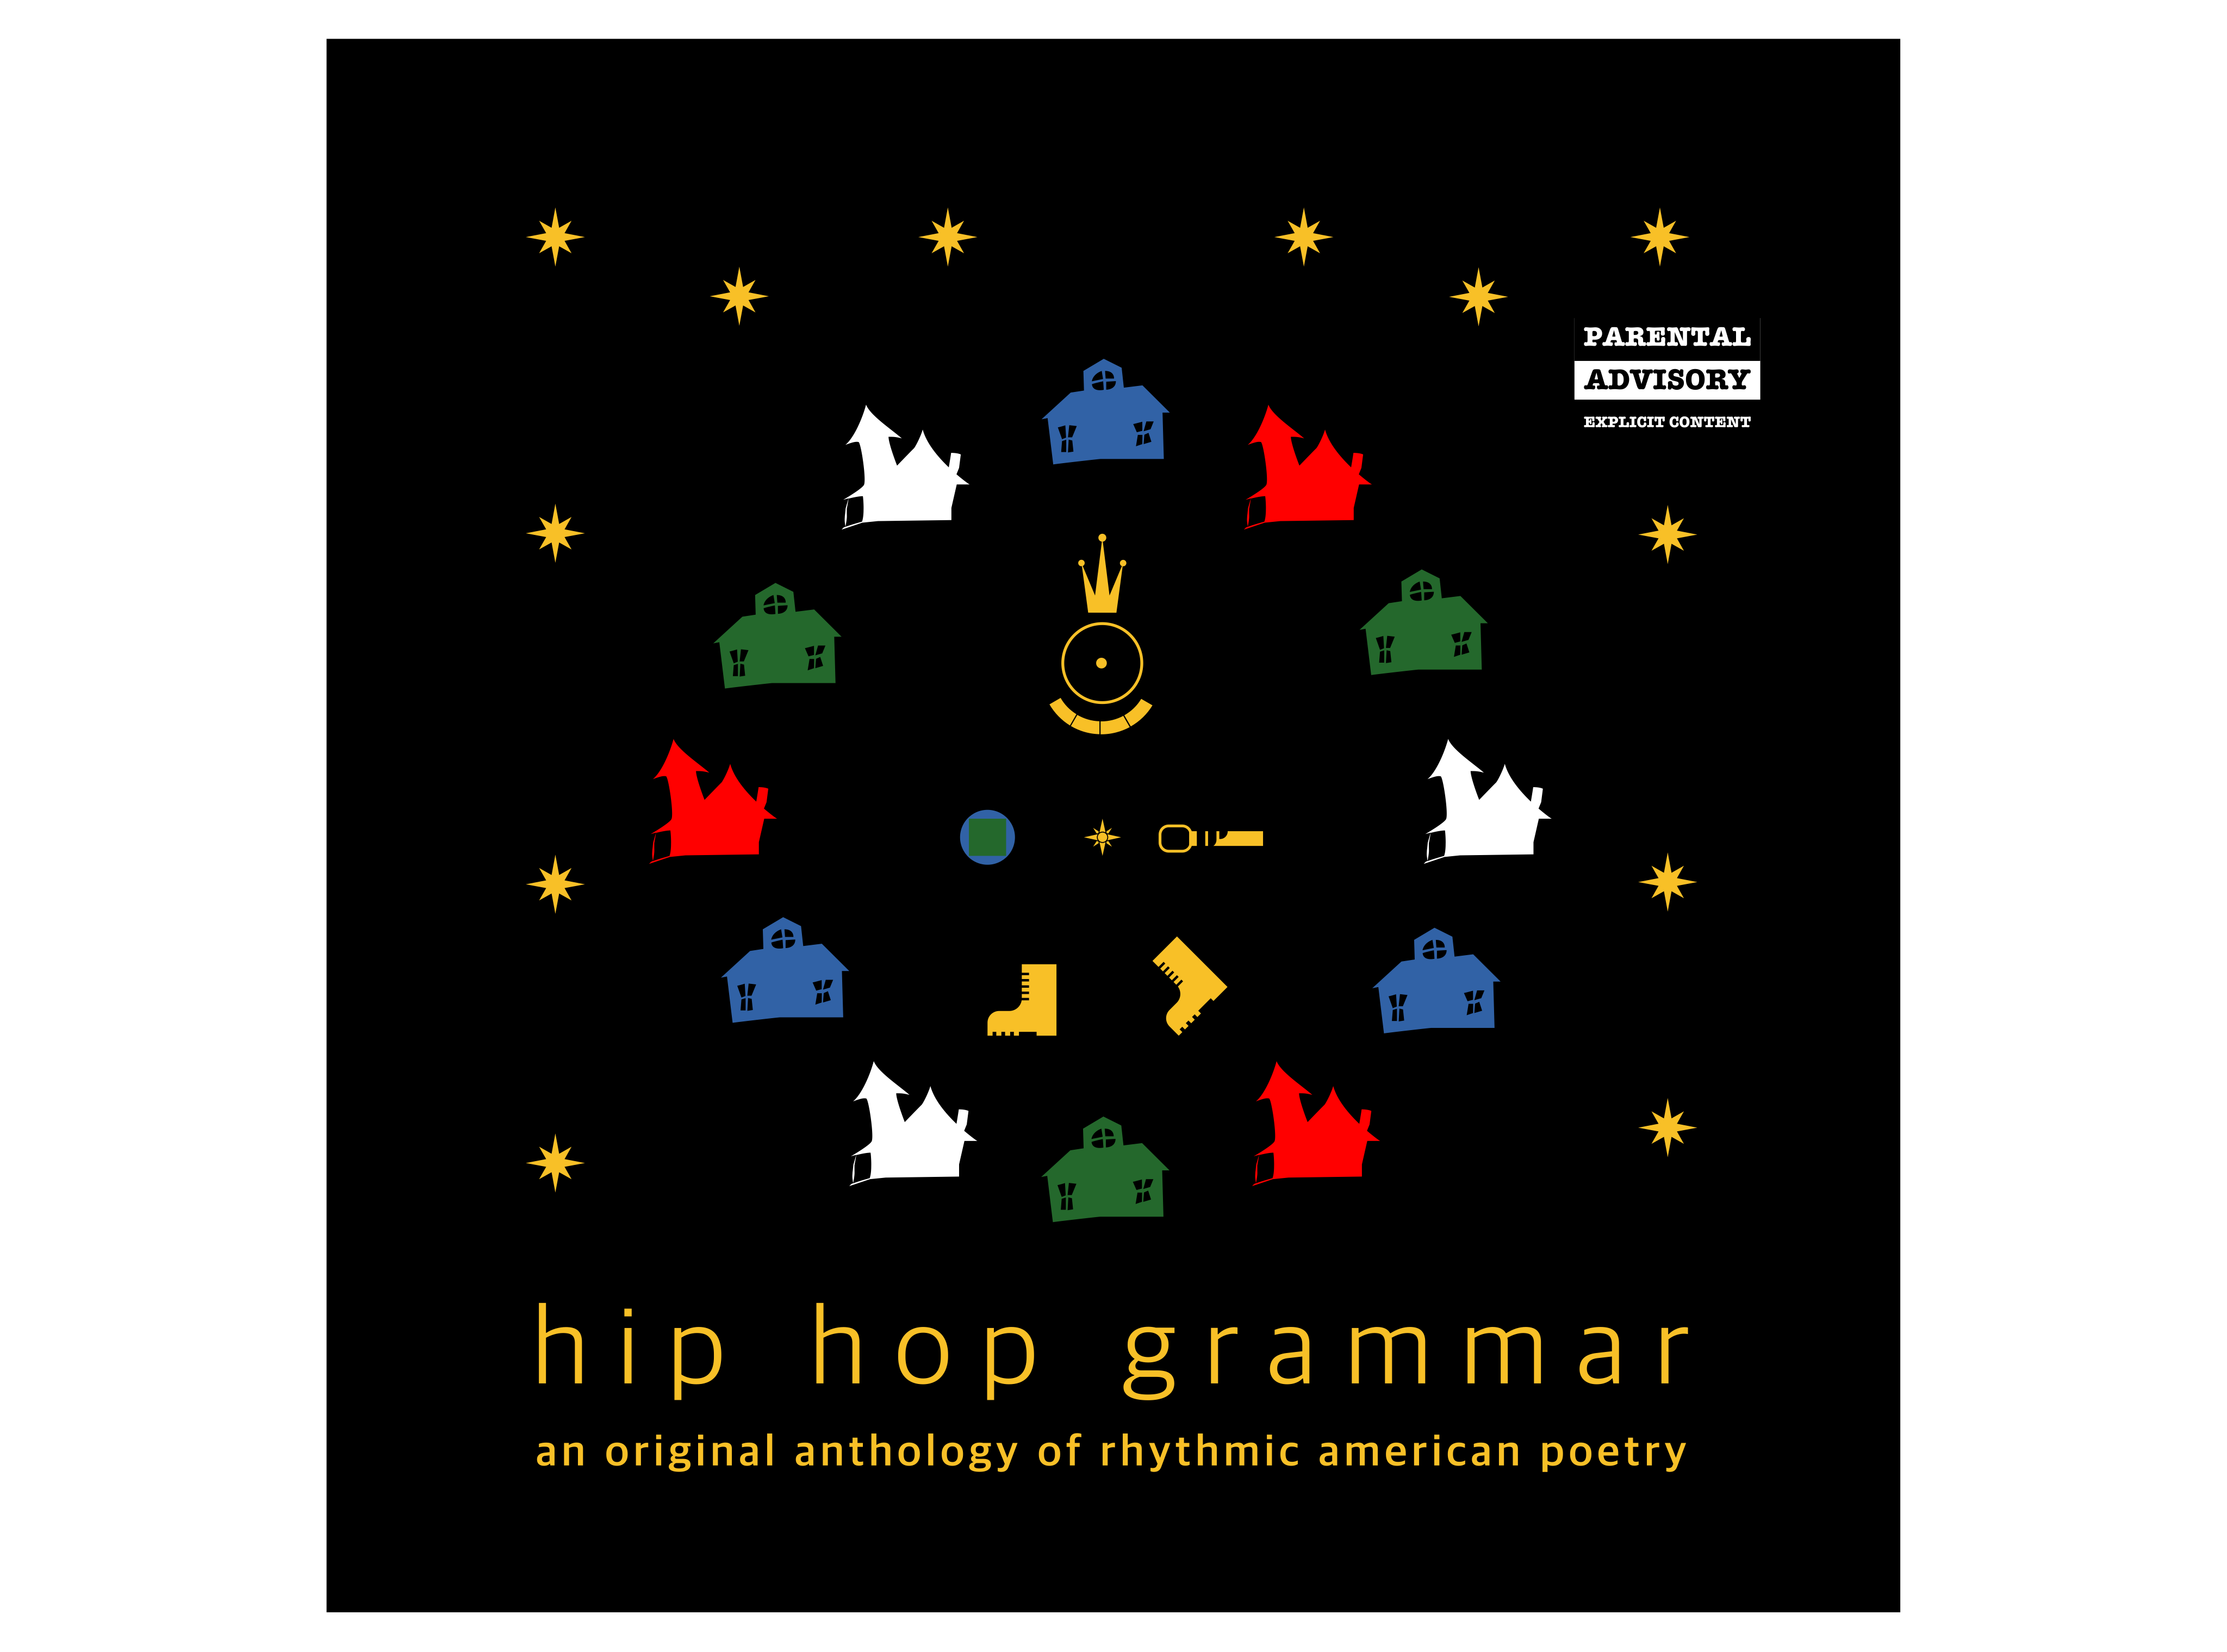 PARENTAL
ADVISORY
EXPLICIT CONTENT
hip hop grammar
an original anthology of rhythmic american poetry